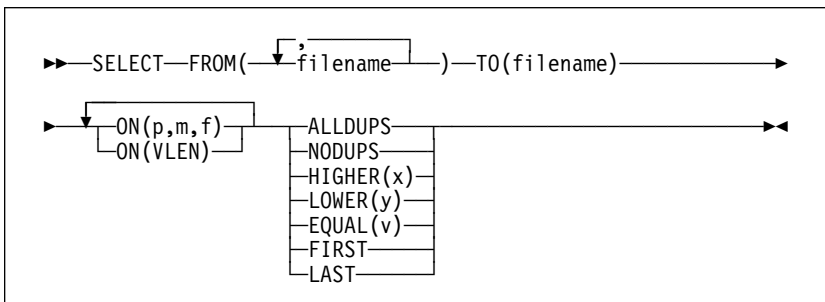 ,
SELECT FROM( filename ) TO(filename)
ON(p,m,f) ALLDUPS
ON(VLEN) NODUPS
HIGHER(x)
LOWER(y)
EQUAL(v)
FIRST
LAST